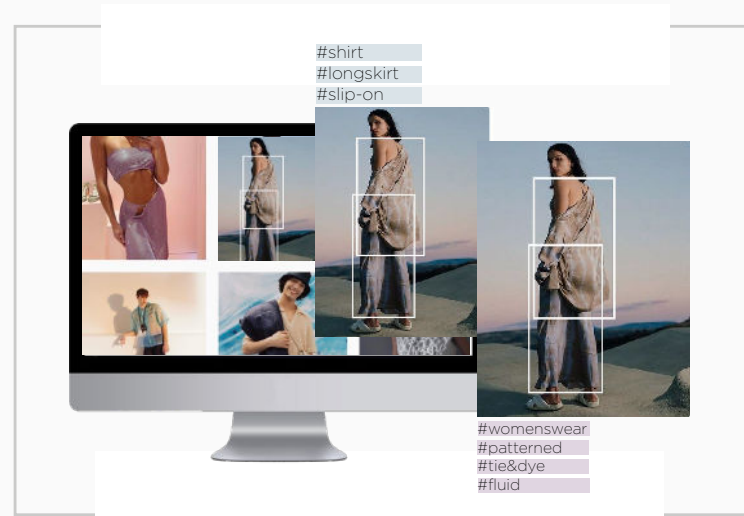 #shirt
#longskirt
#slip-on
#womenswear
#patterned
#tie&dye
#fluid